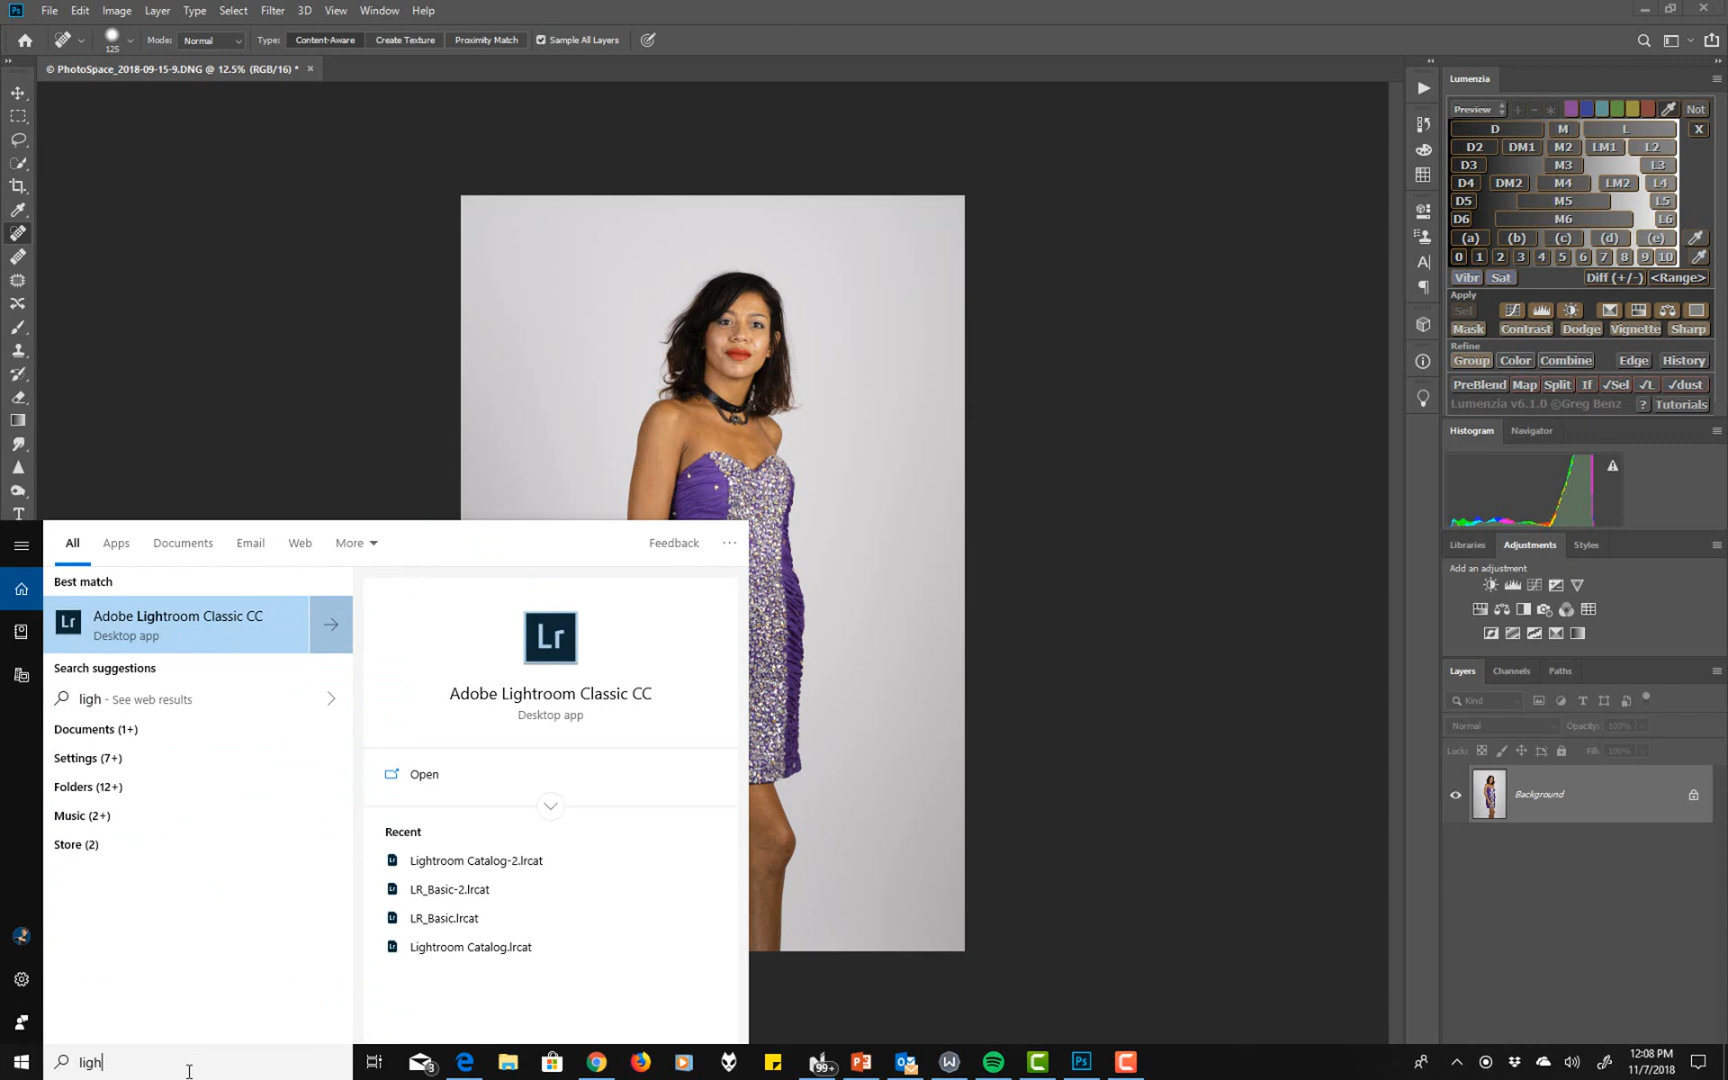 Ps File Edit Image Layer Type Select Filter 3D View Window Help
125 Mode: Normal Type: Content-Aware Create Texture Proximity Match Sample All Layers
© PhotoSpace_2018-09-15-9.DNG @ 12.5% (RGB/16) * ×
Lumenzia
Preview + - * Not
D M L X
D2 DM1 M2 LM1 L2
D3 M3 L3
D4 DM2 M4 LM2 L4
D5 M5 L5
D6 M6 L6
(a) (b) (c) (d) (e)
0 1 2 3 4 5 6 7 8 9 10
Vibr Sat Diff (+/-) <Range>
Apply
Sel
Mask Contrast Dodge Vignette Sharp
Refine
Group Color Combine Edge History
PreBlend Map Split If √Sel √L √dust
Lumenzia v6.1.0 ©Greg Benz ? Tutorials
Histogram Navigator
Libraries Adjustments Styles
Add an adjustment
Layers Channels Paths
Kind
Normal Opacity: 100%
Lock: Fill: 100%
Background
All Apps Documents Email Web More Feedback ...
Best match
Lr Adobe Lightroom Classic CC
Desktop app
Search suggestions
ligh - See web results
Documents (1+)
Settings (7+)
Folders (12+)
Music (2+)
Store (2)
Lr
Adobe Lightroom Classic CC
Desktop app
Open
Recent
Lightroom Catalog-2.lrcat
LR_Basic-2.lrcat
LR_Basic.lrcat
Lightroom Catalog.lrcat
ligh
3
99+
Ps
12:08 PM
11/7/2018